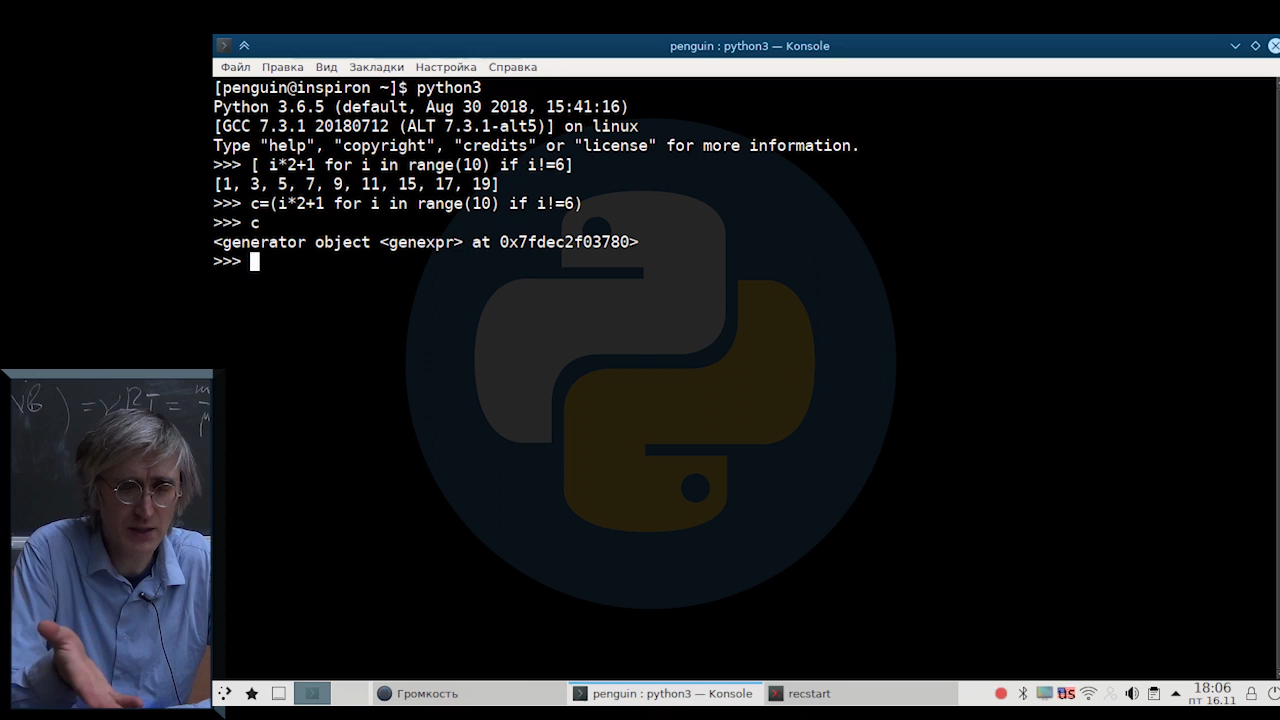 penguin : python3 — Konsole
Файл Правка Вид Закладки Настройка Справка
[penguin@inspiron ~]$ python3
Python 3.6.5 (default, Aug 30 2018, 15:41:16)
[GCC 7.3.1 20180712 (ALT 7.3.1-alt5)] on linux
Type "help", "copyright", "credits" or "license" for more information.
>>> [ i*2+1 for i in range(10) if i!=6]
[1, 3, 5, 7, 9, 11, 15, 17, 19]
>>> c=(i*2+1 for i in range(10) if i!=6)
>>> c
<generator object <genexpr> at 0x7fdec2f03780>
>>>
) = νRT =
Громкость
penguin : python3 — Konsole
recstart
us
18:06
пт 16.11